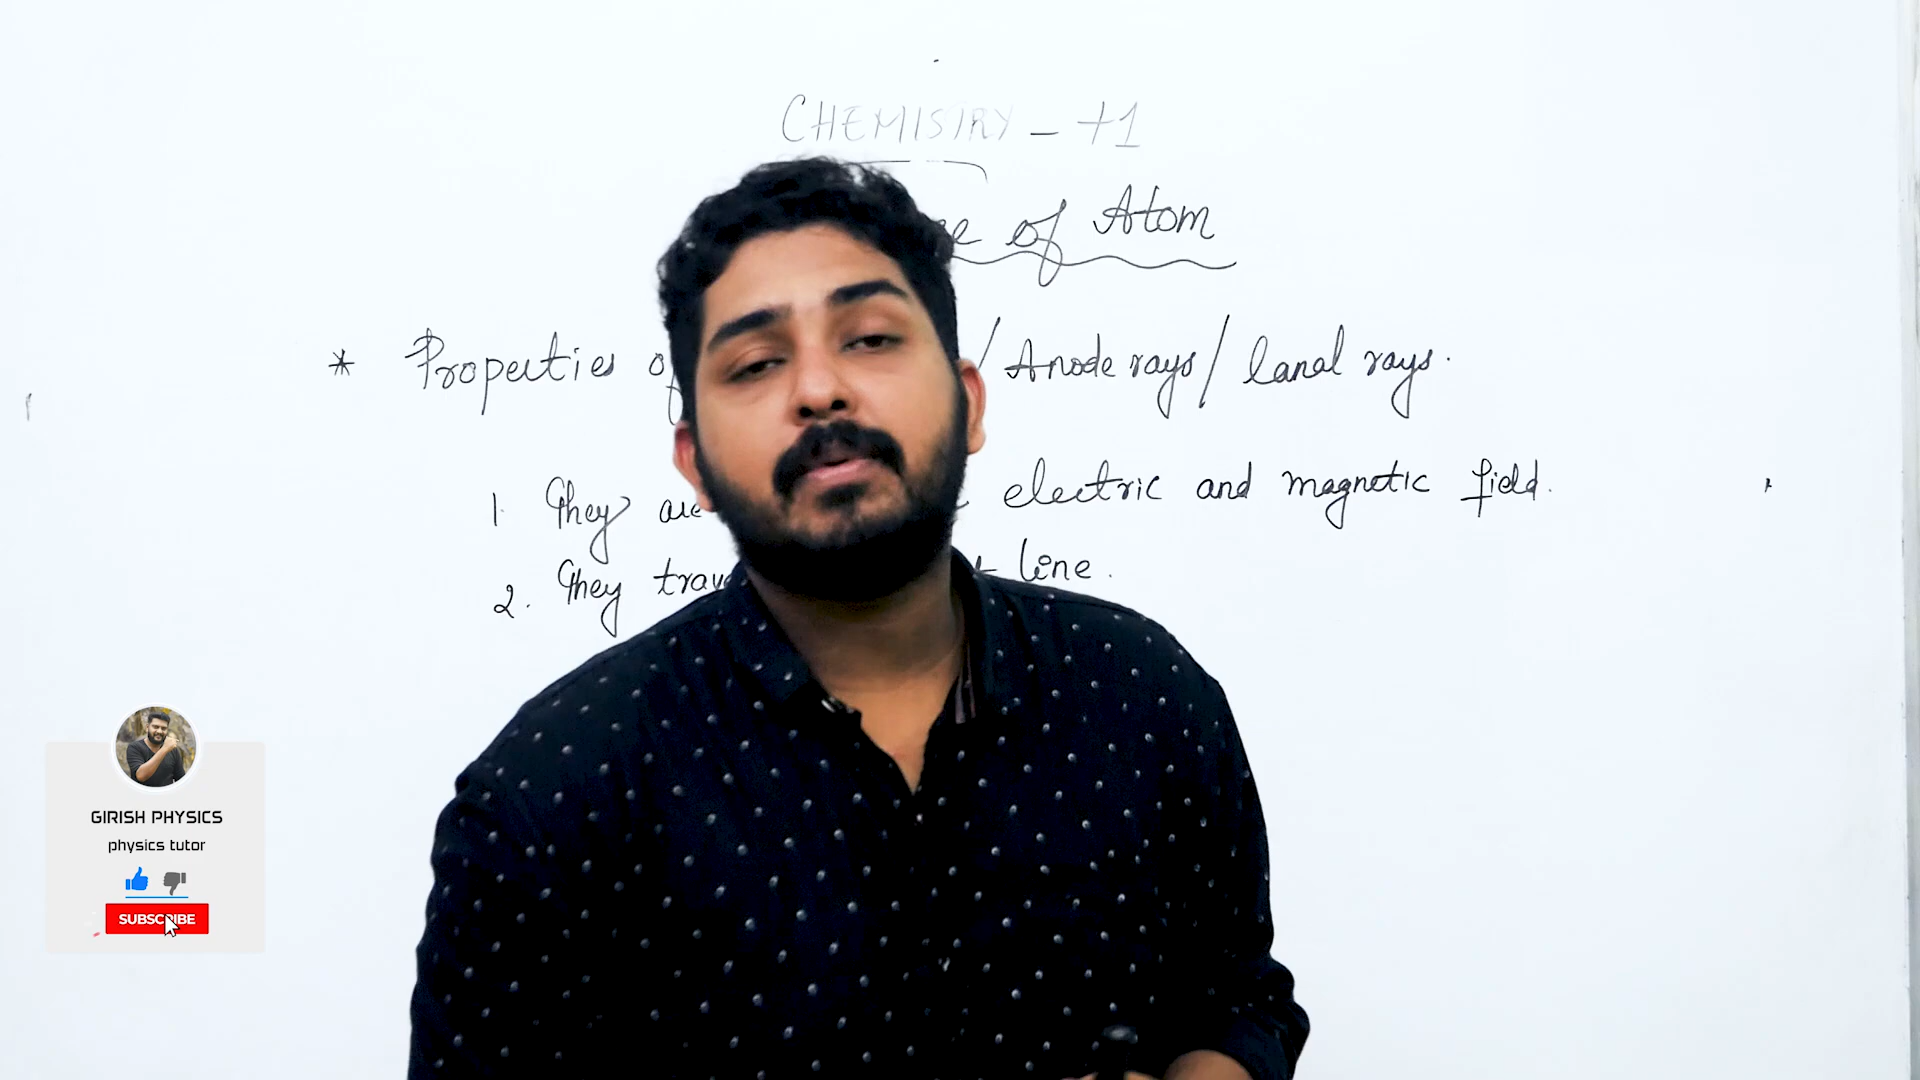 CHEMISTRY - +1
of Atom
* Properties / Anode rays / Canal rays.
1. They are electric and magnetic field.
2. They line.
GIRISH PHYSICS
physics tutor
SUBSCRIBE